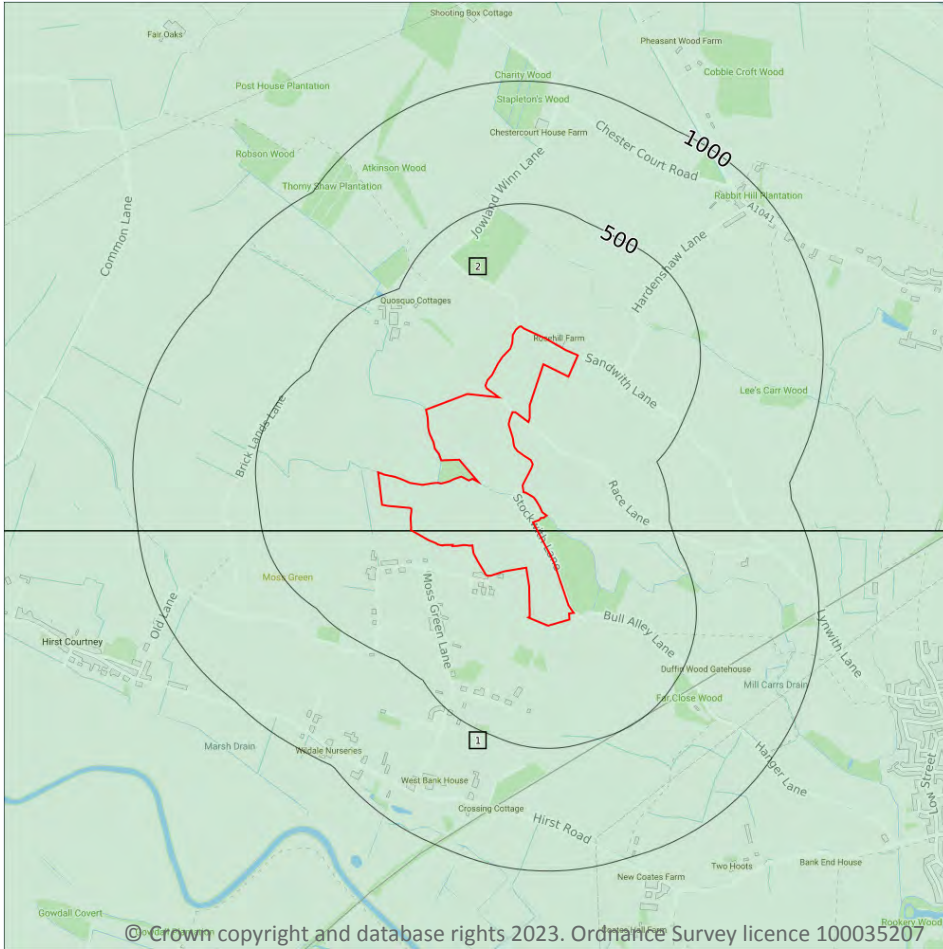 Shooting Box Cottage
Fair Oaks
Pheasant Wood Farm
Cobble Croft Wood
Charity Wood
Post House Plantation
Stapleton's Wood
Chestercourt House Farm
1000
Chester Court Road
Robson Wood
Atkinson Wood
Thorny Shaw Plantation
Jowland Winn Lane
Rabbit Hill Plantation
A1041
Common Lane
500
Hardenshaw Lane
2
Quosquo Cottages
Rosehill Farm
Sandwith Lane
Lee's Carr Wood
Brick Lands Lane
Race Lane
Stockwith Lane
Moss Green
Moss Green Lane
Old Lane
Hirst Courtney
Bull Alley Lane
Lynwith Lane
Duffin Wood Gatehouse
Mill Carrs Drain
Far Close Wood
Marsh Drain
1
Wildale Nurseries
Hanger Lane
West Bank House
Low Street
Crossing Cottage
Hirst Road
Two Hoots
Bank End House
New Coates Farm
Gowdall Covert
Rookery Wood
© Crown copyright and database rights 2023. Ordnance Survey licence 100035207